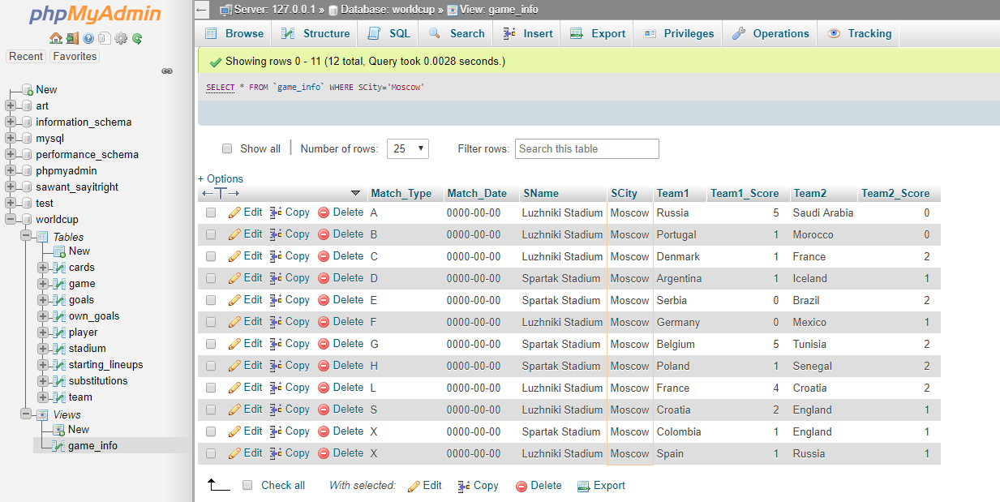 phpMyAdmin
Recent Favorites
New
art
information_schema
mysql
performance_schema
phpmyadmin
sawant_sayitright
test
worldcup
Tables
New
cards
game
goals
own_goals
player
stadium
starting_lineups
substitutions
team
Views
New
game_info
Server: 127.0.0.1 » Database: worldcup » View: game_info
Browse Structure SQL Search Insert Export Privileges Operations Tracking
Showing rows 0 - 11 (12 total, Query took 0.0028 seconds.)
SELECT * FROM `game_info` WHERE SCity='Moscow'
Show all | Number of rows: 25 Filter rows: Search this table
+ Options
Match_Type Match_Date SName SCity Team1 Team1_Score Team2 Team2_Score
Edit Copy Delete A 0000-00-00 Luzhniki Stadium Moscow Russia 5 Saudi Arabia 0
Edit Copy Delete B 0000-00-00 Luzhniki Stadium Moscow Portugal 1 Morocco 0
Edit Copy Delete C 0000-00-00 Luzhniki Stadium Moscow Denmark 1 France 2
Edit Copy Delete D 0000-00-00 Spartak Stadium Moscow Argentina 1 Iceland 1
Edit Copy Delete E 0000-00-00 Spartak Stadium Moscow Serbia 0 Brazil 2
Edit Copy Delete F 0000-00-00 Luzhniki Stadium Moscow Germany 0 Mexico 1
Edit Copy Delete G 0000-00-00 Spartak Stadium Moscow Belgium 5 Tunisia 2
Edit Copy Delete H 0000-00-00 Spartak Stadium Moscow Poland 1 Senegal 2
Edit Copy Delete L 0000-00-00 Luzhniki Stadium Moscow France 4 Croatia 2
Edit Copy Delete S 0000-00-00 Luzhniki Stadium Moscow Croatia 2 England 1
Edit Copy Delete X 0000-00-00 Spartak Stadium Moscow Colombia 1 England 1
Edit Copy Delete X 0000-00-00 Luzhniki Stadium Moscow Spain 1 Russia 1
Check all With selected: Edit Copy Delete Export